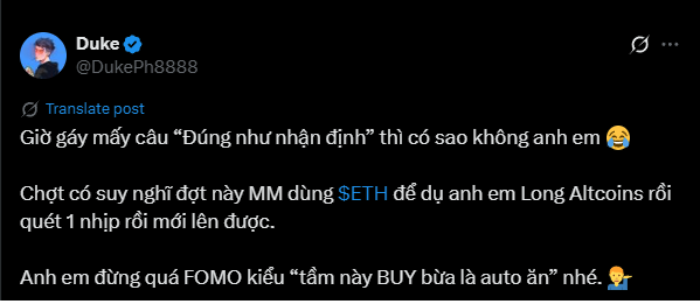 Duke
@DukePh8888
Translate post
Giờ gáy mấy câu “Đúng như nhận định” thì có sao không anh em 😂
Chợt có suy nghĩ đợt này MM dùng $ETH để dụ anh em Long Altcoins rồi
quét 1 nhịp rồi mới lên được.
Anh em đừng quá FOMO kiểu “tầm này BUY bừa là auto ăn” nhé. 💁‍♂️